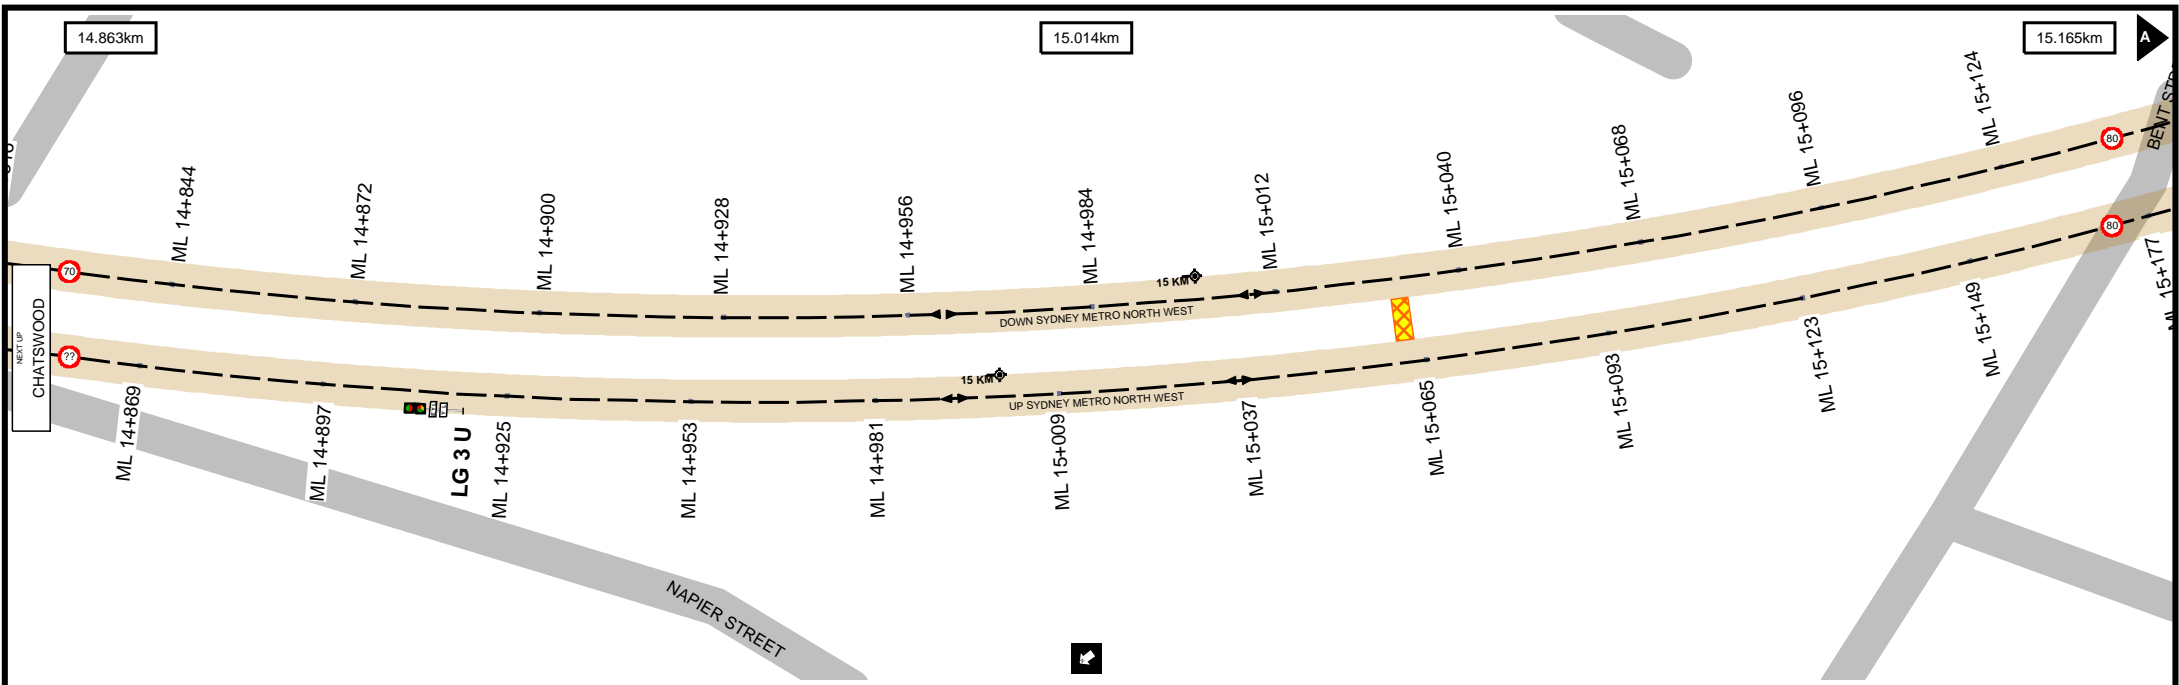 14.863km
15.014km
15.165km
A
ML 14+844
ML 14+872
ML 14+900
ML 14+928
ML 14+956
ML 14+984
ML 15+012
ML 15+040
ML 15+068
ML 15+096
ML 15+124
80
BENT
70
15 KM
DOWN SYDNEY METRO NORTH WEST
80
NEXT UP
CHATSWOOD
??
15 KM
UP SYDNEY METRO NORTH WEST
ML 14+869
ML 14+897
LG 3 U
ML 14+925
ML 14+953
ML 14+981
ML 15+009
ML 15+037
ML 15+065
ML 15+093
ML 15+123
ML 15+149
ML 15+177
NAPIER STREET